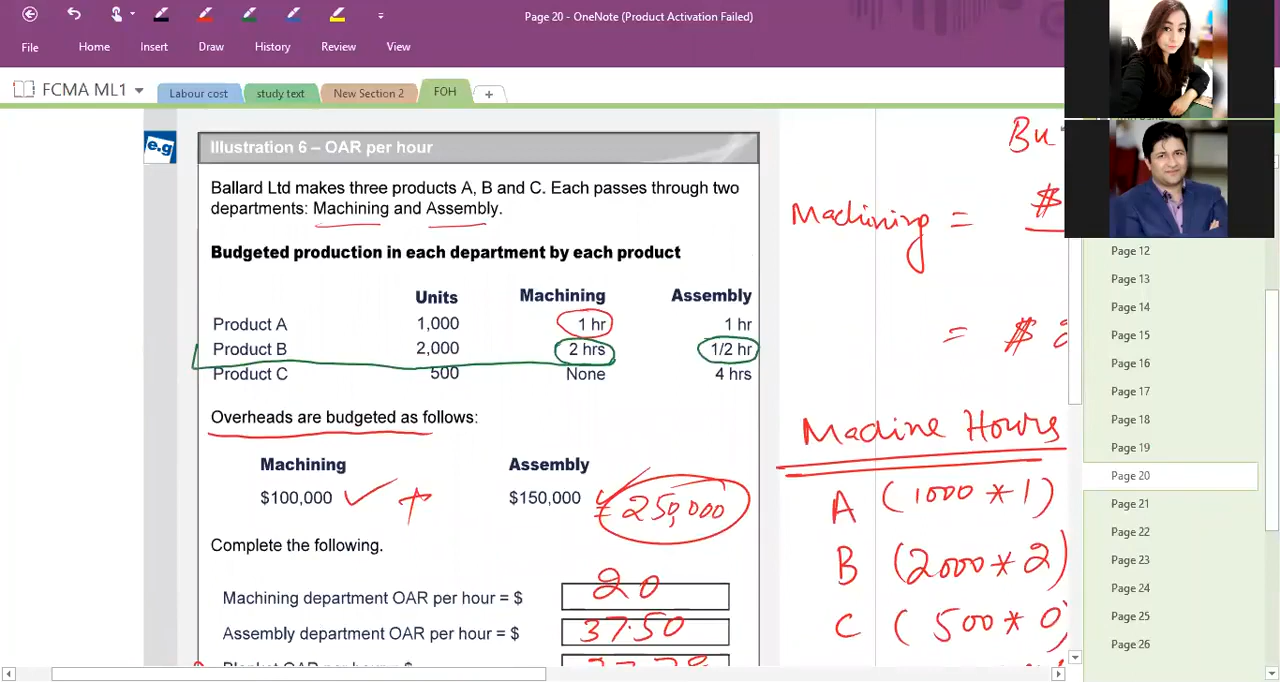 Page 20 - OneNote (Product Activation Failed)
File Home Insert Draw History Review View
FCMA ML1 Labour cost study text New Section 2 FOH +
e.g Illustration 6 – OAR per hour
Ballard Ltd makes three products A, B and C. Each passes through two
departments: Machining and Assembly.
Budgeted production in each department by each product
Units Machining Assembly
Product A 1,000 1 hr 1 hr
Product B 2,000 2 hrs 1/2 hr
Product C 500 None 4 hrs
Overheads are budgeted as follows:
Machining Assembly
$100,000 + $150,000 = 250,000
Complete the following.
Machining department OAR per hour = $ 20
Assembly department OAR per hour = $ 37.50
Bu
Machining = $
= $ 2
Machine Hours
A (1000 * 1)
B (2000 * 2)
C ( 500 * 0)
Page 12
Page 13
Page 14
Page 15
Page 16
Page 17
Page 18
Page 19
Page 20
Page 21
Page 22
Page 23
Page 24
Page 25
Page 26